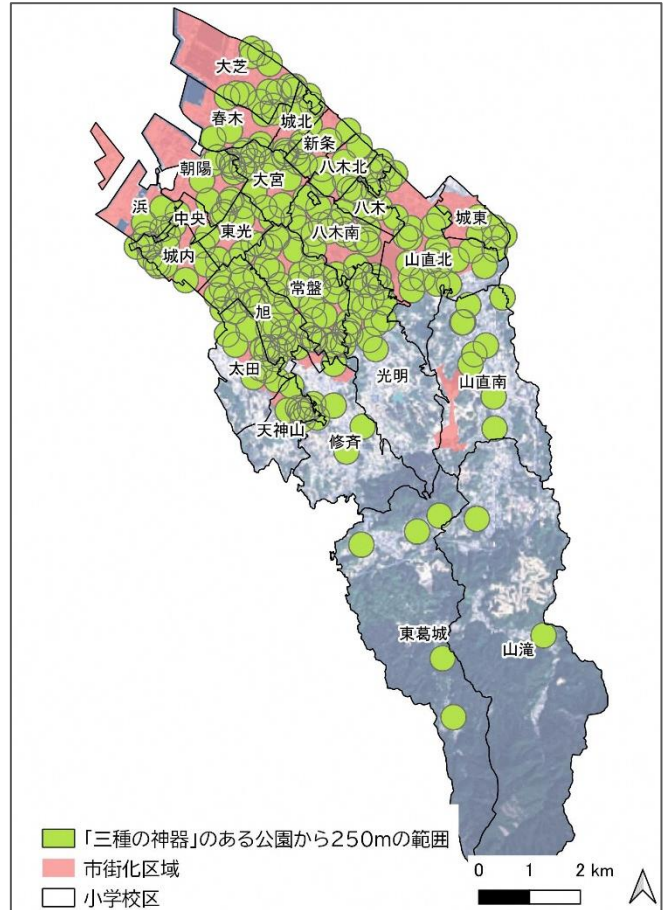 大芝
春木
城北
新条
朝陽
大宮
八木北
浜
中央
八木
城東
東光
八木南
城内
山直北
常盤
旭
太田
光明
山直南
天神山
修斉
東葛城
山滝
「三種の神器」のある公園から250mの範囲
市街化区域
小学校区
0 1 2 km